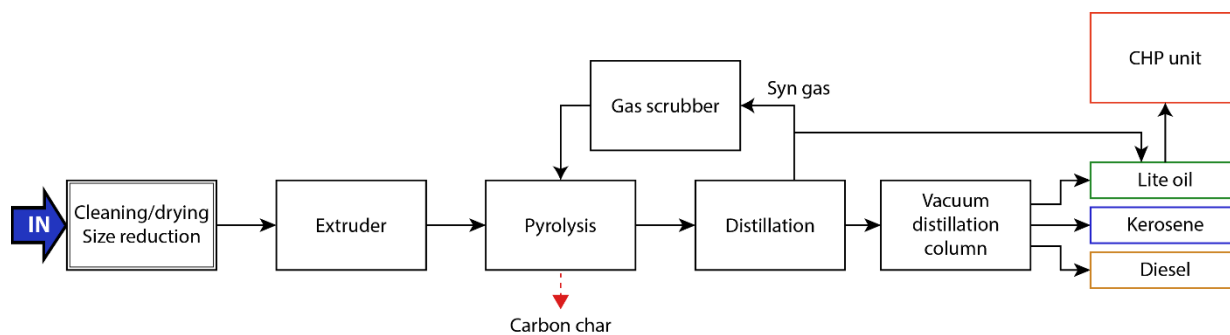 CHP unit
Syn gas
Gas scrubber
IN
Cleaning/drying
Size reduction
Extruder
Pyrolysis
Distillation
Vacuum
distillation
column
Lite oil
Kerosene
Diesel
Carbon char